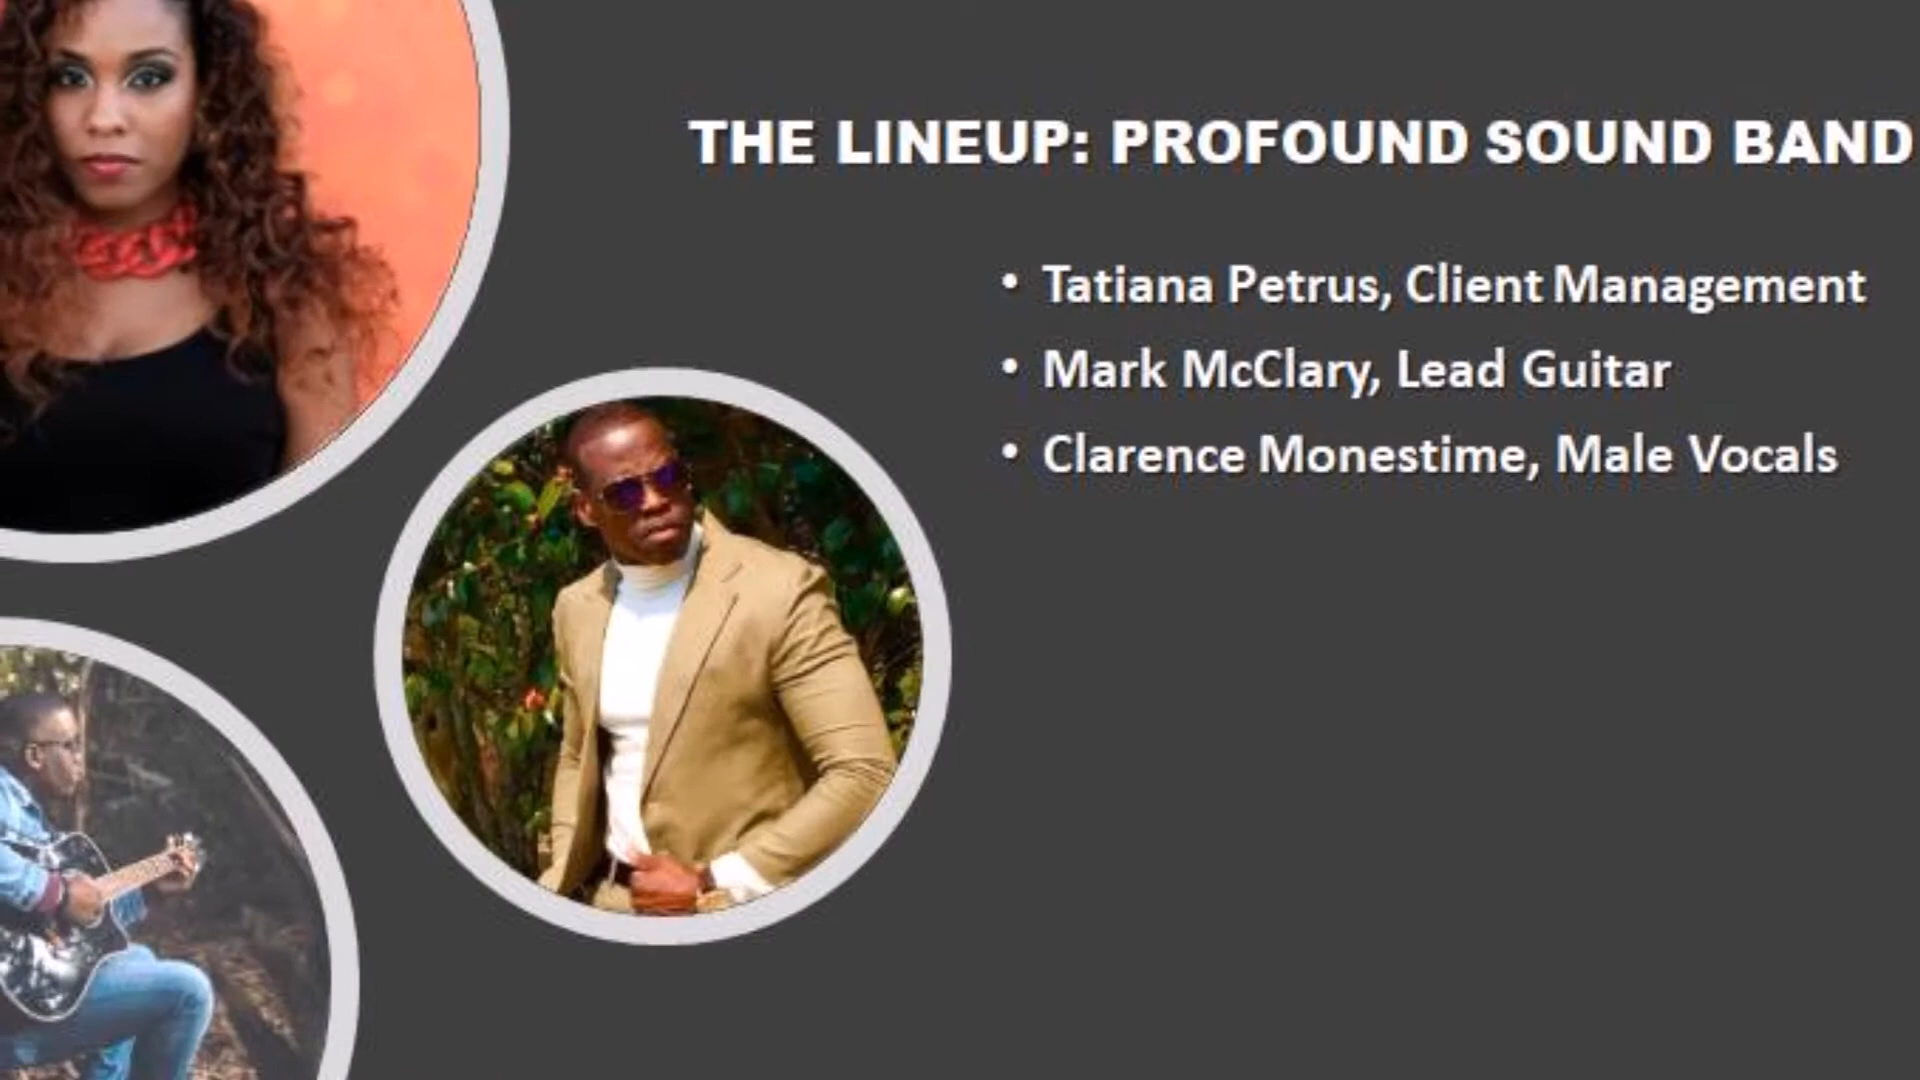 THE LINEUP: PROFOUND SOUND BAND
• Tatiana Petrus, Client Management
• Mark McClary, Lead Guitar
• Clarence Monestime, Male Vocals